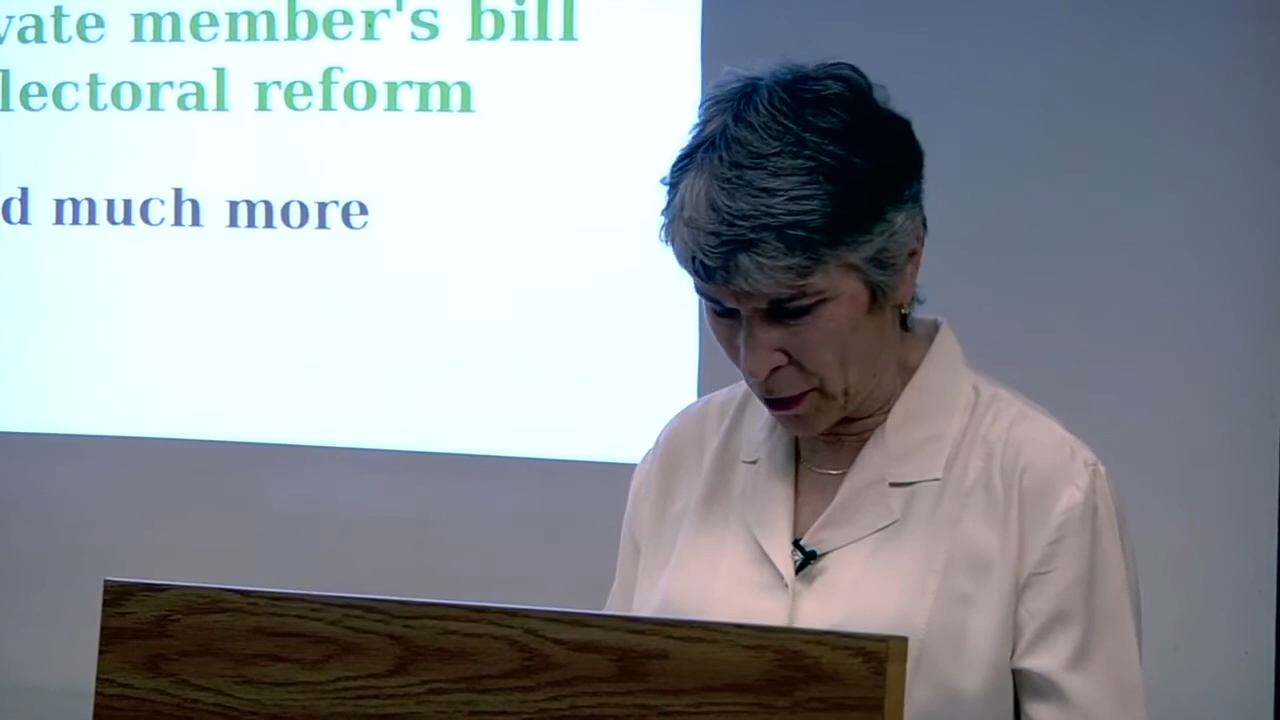 vate member's bill
lectoral reform
d much more